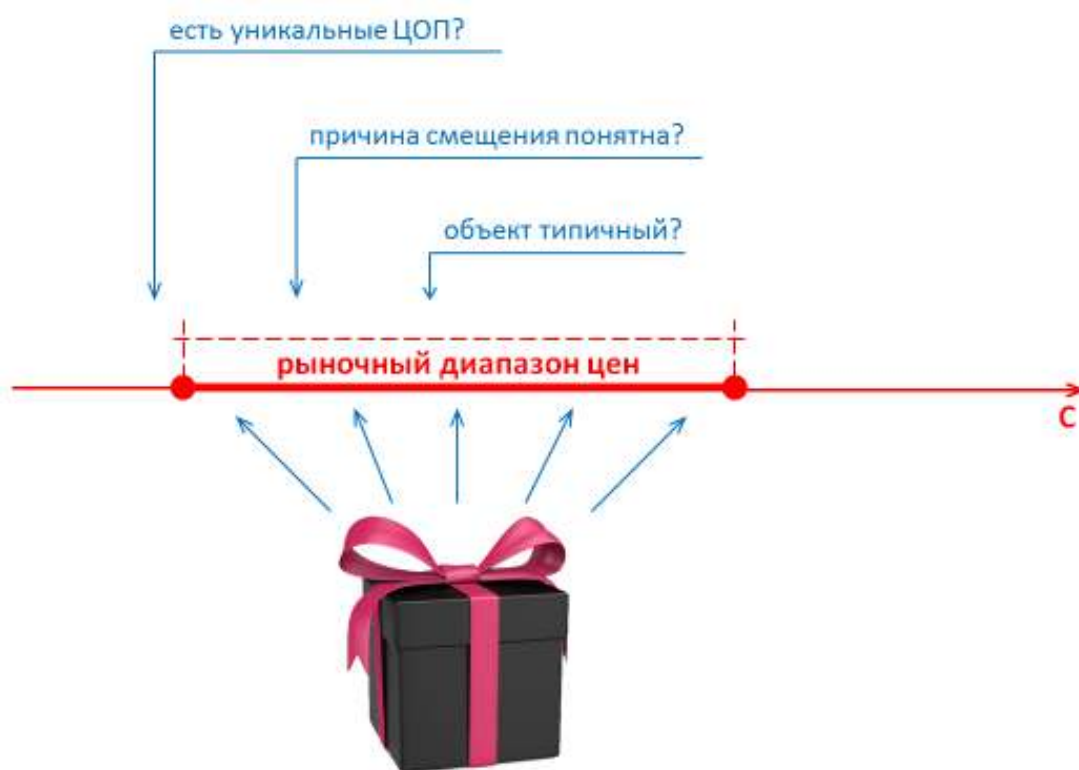 есть уникальные ЦОП?
причина смещения понятна?
объект типичный?
рыночный диапазон цен
С